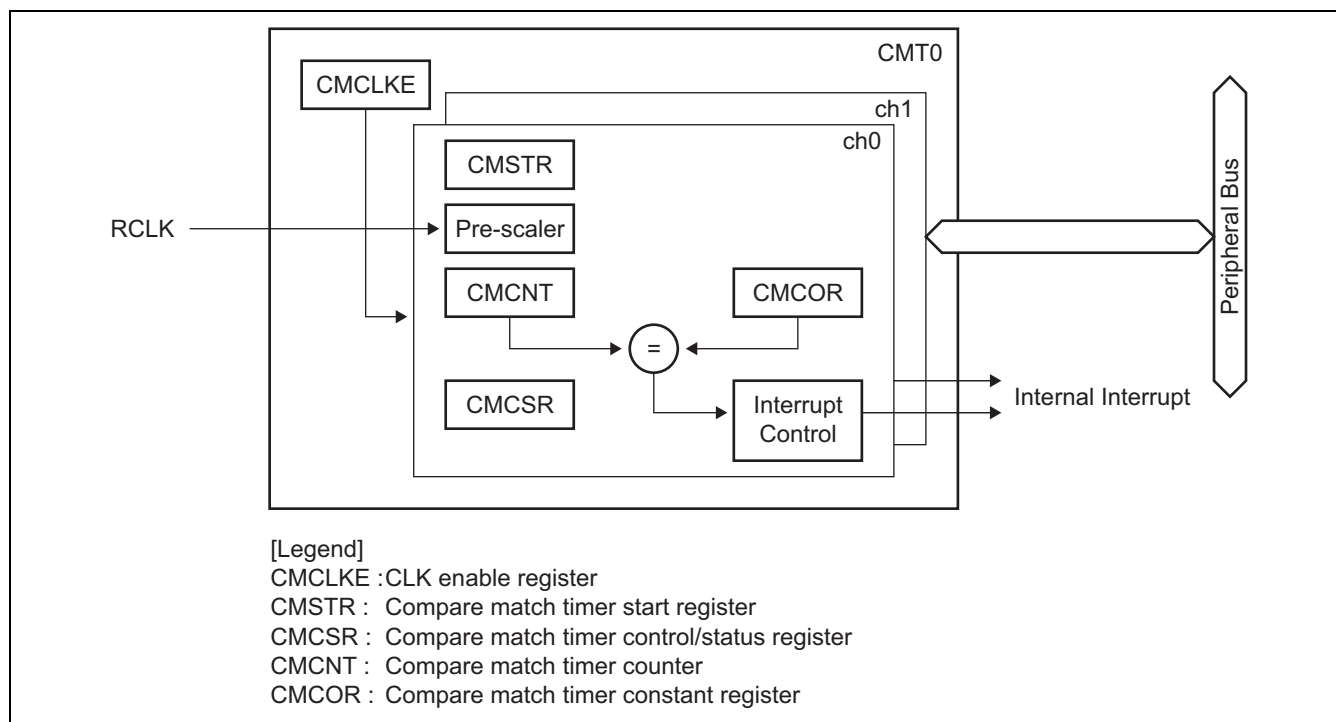 CMT0
CMCLKE
ch1
ch0
CMSTR
RCLK
Pre-scaler
CMCNT
CMCOR
=
CMCSR
Interrupt
Control
Internal Interrupt
Peripheral Bus
[Legend]
CMCLKE : CLK enable register
CMSTR : Compare match timer start register
CMCSR : Compare match timer control/status register
CMCNT : Compare match timer counter
CMCOR : Compare match timer constant register